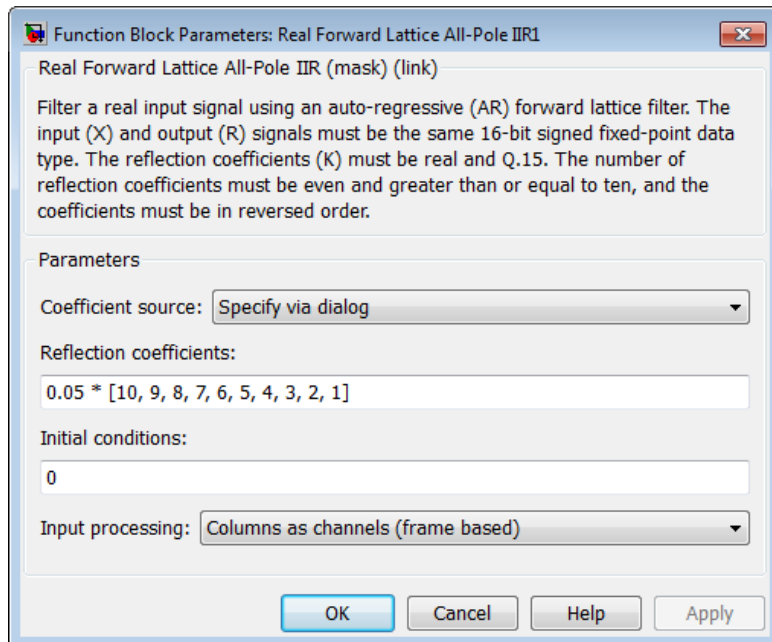 Function Block Parameters: Real Forward Lattice All-Pole IIR1
Real Forward Lattice All-Pole IIR (mask) (link)
Filter a real input signal using an auto-regressive (AR) forward lattice filter. The
input (X) and output (R) signals must be the same 16-bit signed fixed-point data
type. The reflection coefficients (K) must be real and Q.15. The number of
reflection coefficients must be even and greater than or equal to ten, and the
coefficients must be in reversed order.
Parameters
Coefficient source: Specify via dialog
Reflection coefficients:
0.05 * [10, 9, 8, 7, 6, 5, 4, 3, 2, 1]
Initial conditions:
0
Input processing: Columns as channels (frame based)
OK Cancel Help Apply